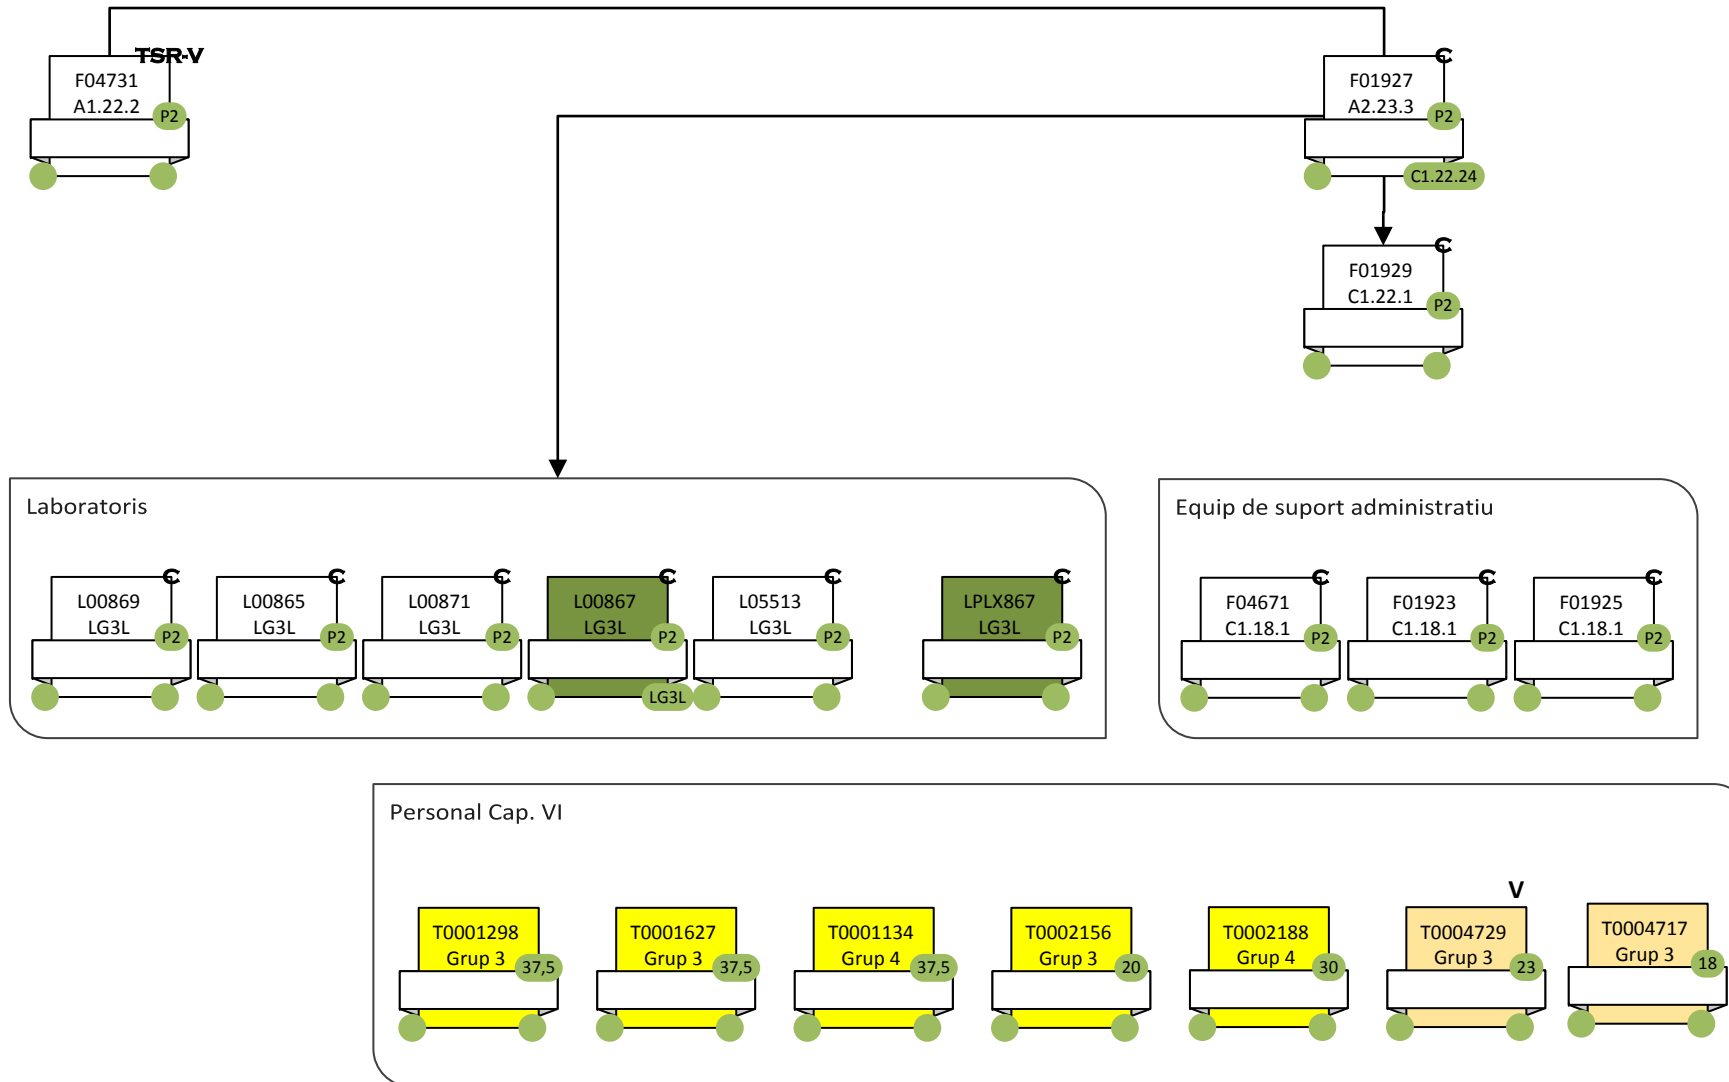 TSR-V
F04731
A1.22.2
P2
C
F01927
A2.23.3
P2
C1.22.24
C
F01929
C1.22.1
P2
Laboratoris
C
L00869
LG3L
P2
C
L00865
LG3L
P2
C
L00871
LG3L
P2
C
L00867
LG3L
P2
LG3L
C
L05513
LG3L
P2
C
LPLX867
LG3L
P2
Equip de suport administratiu
C
F04671
C1.18.1
P2
C
F01923
C1.18.1
P2
C
F01925
C1.18.1
P2
Personal Cap. VI
T0001298
Grup 3
37,5
T0001627
Grup 3
37,5
T0001134
Grup 4
37,5
T0002156
Grup 3
20
T0002188
Grup 4
30
V
T0004729
Grup 3
23
T0004717
Grup 3
18